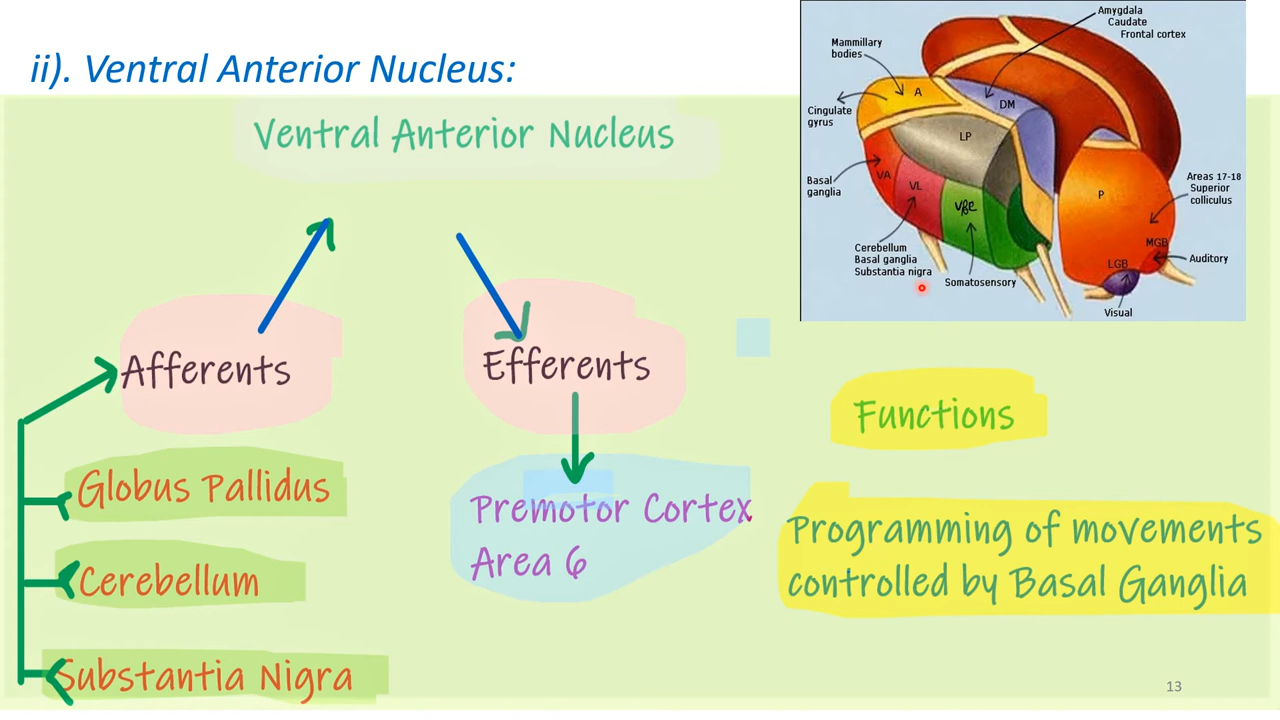 ii). Ventral Anterior Nucleus:
Ventral Anterior Nucleus
Afferents
Globus Pallidus
Cerebellum
Substantia Nigra
Efferents
Premotor Cortex
Area 6
Functions
Programming of movements
controlled by Basal Ganglia
Amygdala
Caudate
Frontal cortex
Mammillary
bodies
A
DM
Cingulate
gyrus
LP
Basal
ganglia
VA
VL
P
Areas 17-18
Superior
colliculus
Cerebellum
Basal ganglia
Substantia nigra
Somatosensory
MGB
LGB
Auditory
Visual
13